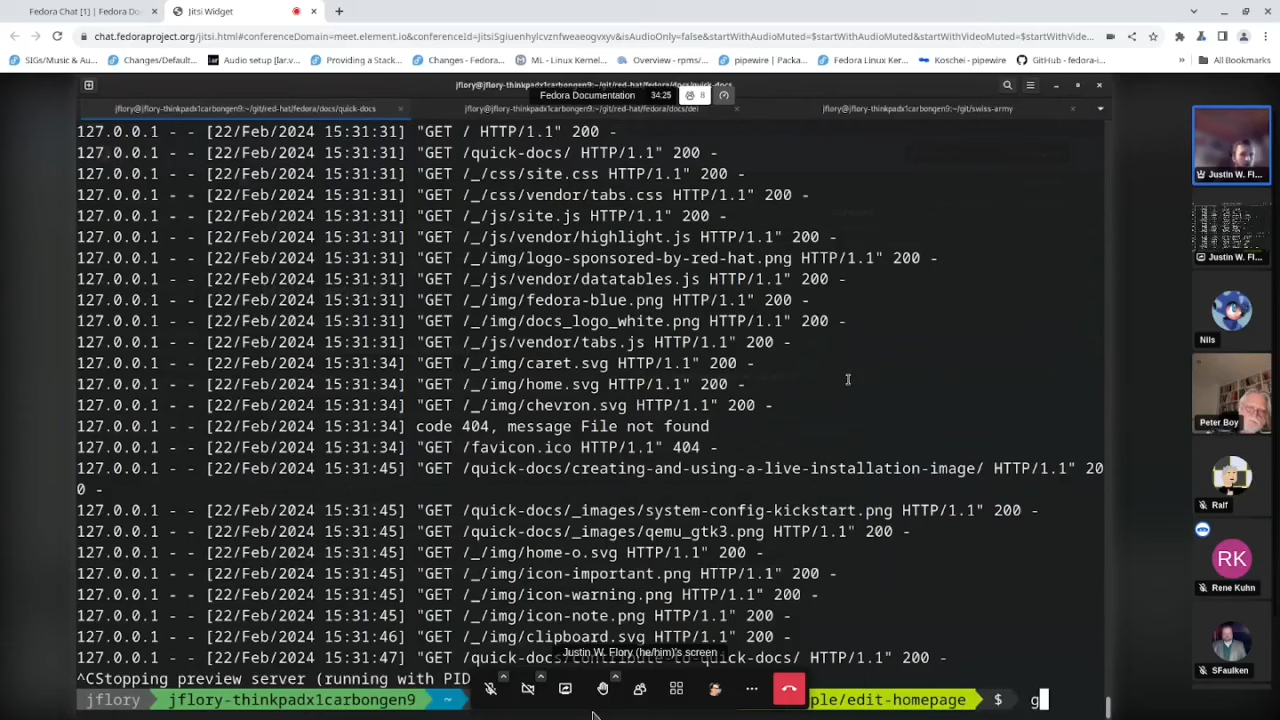 Fedora Chat [1] | Fedora Do
Jitsi Widget
chat.fedoraproject.org/jitsi.html#conferenceDomain=meet.element.io&conferenceId=jitsiSgiuenhylcvznfweaeogvxyv&isAudioOnly=false&startWithAudioMuted=$startWithAudioMuted&startWithVideoMuted=$startWithVide...
SIGs/Music & Au... Changes/Default... Audio setup [lar.v... Providing a Stack... Changes - Fedora... ML - Linux Kernel... Overview - rpms/... pipewire | Packa... Fedora Linux Ker... Koschei - pipewire GitHub - fedora-i... » All Bookmarks
jflory@jflory-thinkpadx1carbongen9:~/git/red-hat/fedora/docs/quick-docs
Fedora Documentation 34:25 8
jflory@jflory-thinkpadx1carbongen9:~/git/red-hat/fedora/docs/quick-docs
jflory@jflory-thinkpadx1carbongen9:~/git/red-hat/fedora/docs/del
jflory@jflory-thinkpadx1carbongen9:~/git/swiss-army
127.0.0.1 - - [22/Feb/2024 15:31:31] "GET / HTTP/1.1" 200 -
127.0.0.1 - - [22/Feb/2024 15:31:31] "GET /quick-docs/ HTTP/1.1" 200 -
127.0.0.1 - - [22/Feb/2024 15:31:31] "GET /_/css/site.css HTTP/1.1" 200 -
127.0.0.1 - - [22/Feb/2024 15:31:31] "GET /_/css/vendor/tabs.css HTTP/1.1" 200 -
127.0.0.1 - - [22/Feb/2024 15:31:31] "GET /_/js/site.js HTTP/1.1" 200 -
127.0.0.1 - - [22/Feb/2024 15:31:31] "GET /_/js/vendor/highlight.js HTTP/1.1" 200 -
127.0.0.1 - - [22/Feb/2024 15:31:31] "GET /_/img/logo-sponsored-by-red-hat.png HTTP/1.1" 200 -
127.0.0.1 - - [22/Feb/2024 15:31:31] "GET /_/js/vendor/datatables.js HTTP/1.1" 200 -
127.0.0.1 - - [22/Feb/2024 15:31:31] "GET /_/img/fedora-blue.png HTTP/1.1" 200 -
127.0.0.1 - - [22/Feb/2024 15:31:31] "GET /_/img/docs_logo_white.png HTTP/1.1" 200 -
127.0.0.1 - - [22/Feb/2024 15:31:31] "GET /_/js/vendor/tabs.js HTTP/1.1" 200 -
127.0.0.1 - - [22/Feb/2024 15:31:34] "GET /_/img/caret.svg HTTP/1.1" 200 -
127.0.0.1 - - [22/Feb/2024 15:31:34] "GET /_/img/home.svg HTTP/1.1" 200 -
127.0.0.1 - - [22/Feb/2024 15:31:34] "GET /_/img/chevron.svg HTTP/1.1" 200 -
127.0.0.1 - - [22/Feb/2024 15:31:34] code 404, message File not found
127.0.0.1 - - [22/Feb/2024 15:31:34] "GET /favicon.ico HTTP/1.1" 404 -
127.0.0.1 - - [22/Feb/2024 15:31:45] "GET /quick-docs/creating-and-using-a-live-installation-image/ HTTP/1.1" 20
0 -
127.0.0.1 - - [22/Feb/2024 15:31:45] "GET /quick-docs/_images/system-config-kickstart.png HTTP/1.1" 200 -
127.0.0.1 - - [22/Feb/2024 15:31:45] "GET /quick-docs/_images/qemu_gtk3.png HTTP/1.1" 200 -
127.0.0.1 - - [22/Feb/2024 15:31:45] "GET /_/img/home-o.svg HTTP/1.1" 200 -
127.0.0.1 - - [22/Feb/2024 15:31:45] "GET /_/img/icon-important.png HTTP/1.1" 200 -
127.0.0.1 - - [22/Feb/2024 15:31:45] "GET /_/img/icon-warning.png HTTP/1.1" 200 -
127.0.0.1 - - [22/Feb/2024 15:31:45] "GET /_/img/icon-note.png HTTP/1.1" 200 -
127.0.0.1 - - [22/Feb/2024 15:31:46] "GET /_/img/clipboard.svg HTTP/1.1" 200 -
127.0.0.1 - - [22/Feb/2024 15:31:47] "GET /quick-docs/contribute-to-quick-docs/ HTTP/1.1" 200 -
Justin W. Flory (he/him)'s screen
^CStopping preview server (running with PID
jflory jflory-thinkpadx1carbongen9 ~ ple/edit-homepage $ g
Justin W. Fl...
Justin W. Fl...
Nils
Peter Boy
Ralf
RK
Rene Kuhn
SFaulken